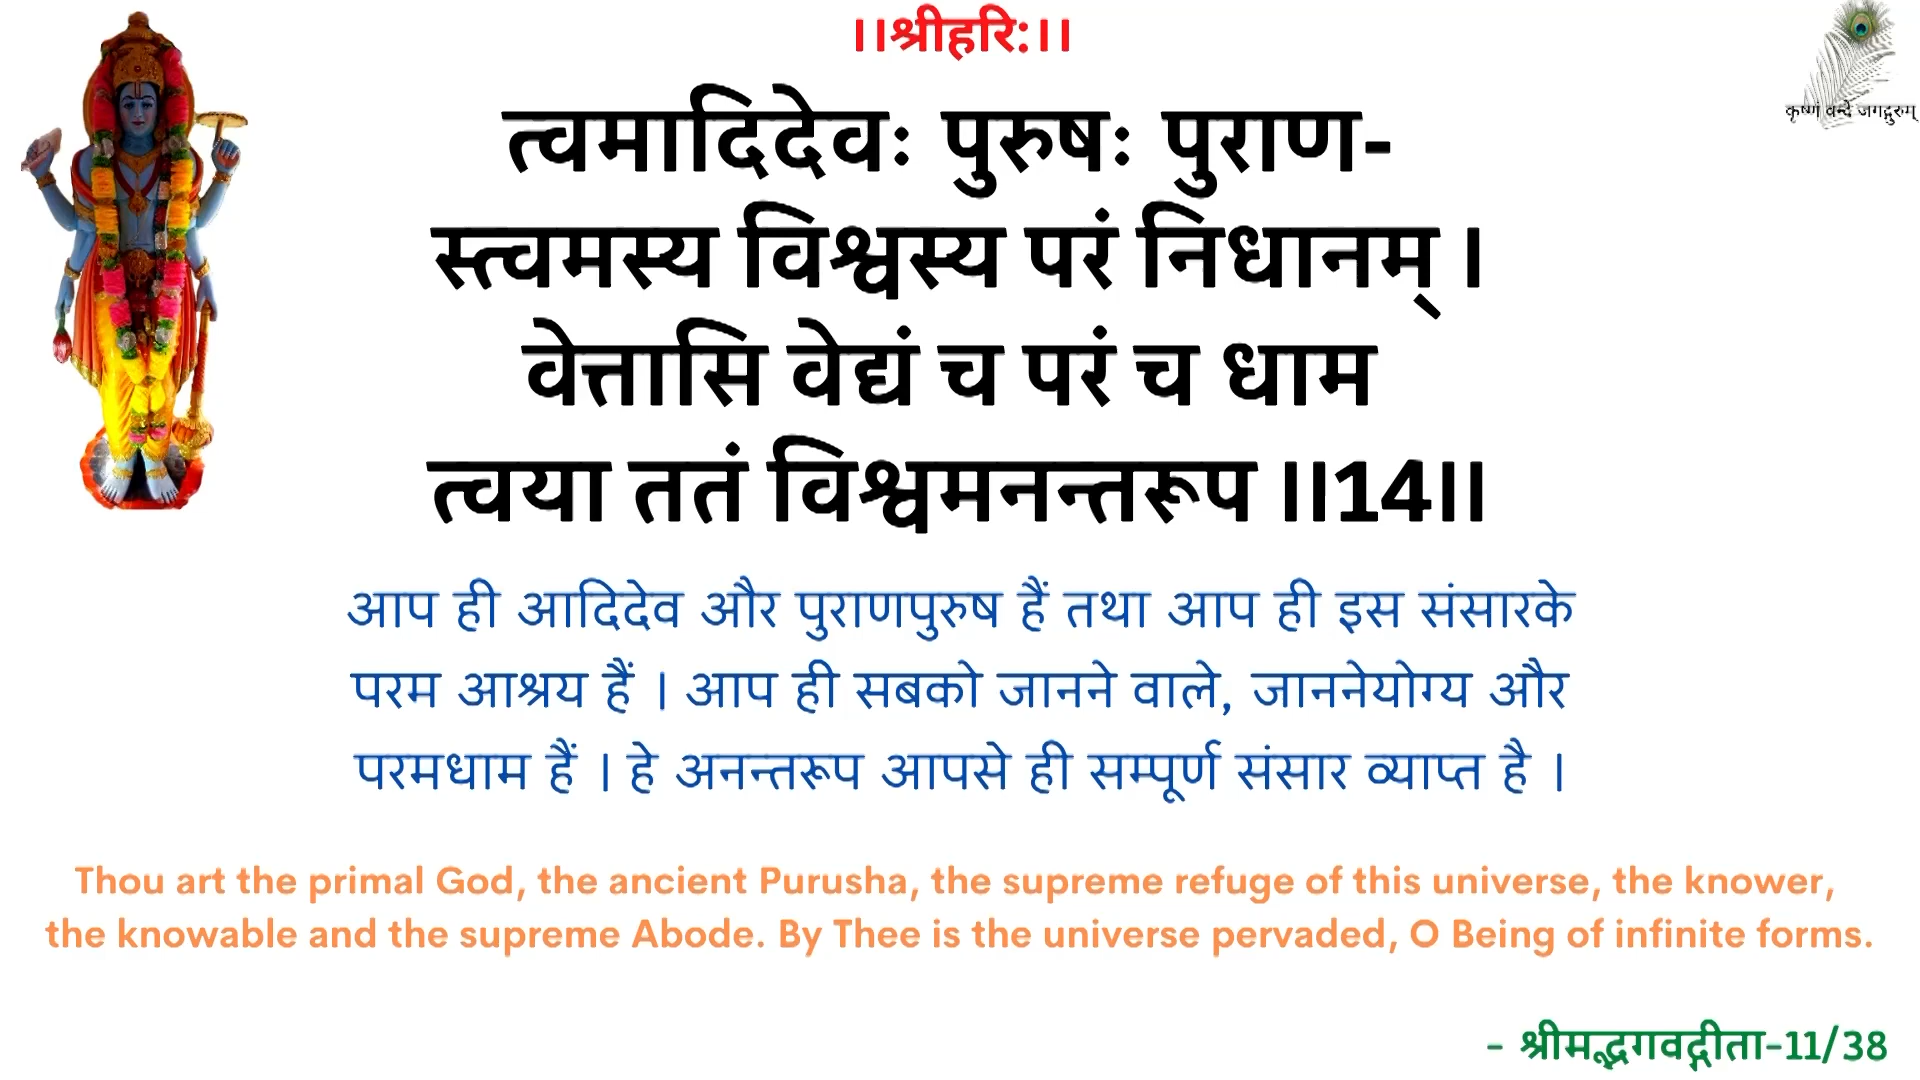 ।।श्रीहरिः।।
कृष्णं वन्दे जगद्गुरुम्
त्वमादिदेवः पुरुषः पुराण-
स्त्वमस्य विश्वस्य परं निधानम् ।
वेत्तासि वेद्यं च परं च धाम
त्वया ततं विश्वमनन्तरूप ।।14।।
आप ही आदिदेव और पुराणपुरुष हैं तथा आप ही इस संसारके
परम आश्रय हैं । आप ही सबको जानने वाले, जाननेयोग्य और
परमधाम हैं । हे अनन्तरूप आपसे ही सम्पूर्ण संसार व्याप्त है ।
Thou art the primal God, the ancient Purusha, the supreme refuge of this universe, the knower,
the knowable and the supreme Abode. By Thee is the universe pervaded, O Being of infinite forms.
- श्रीमद्भगवद्गीता-11/38